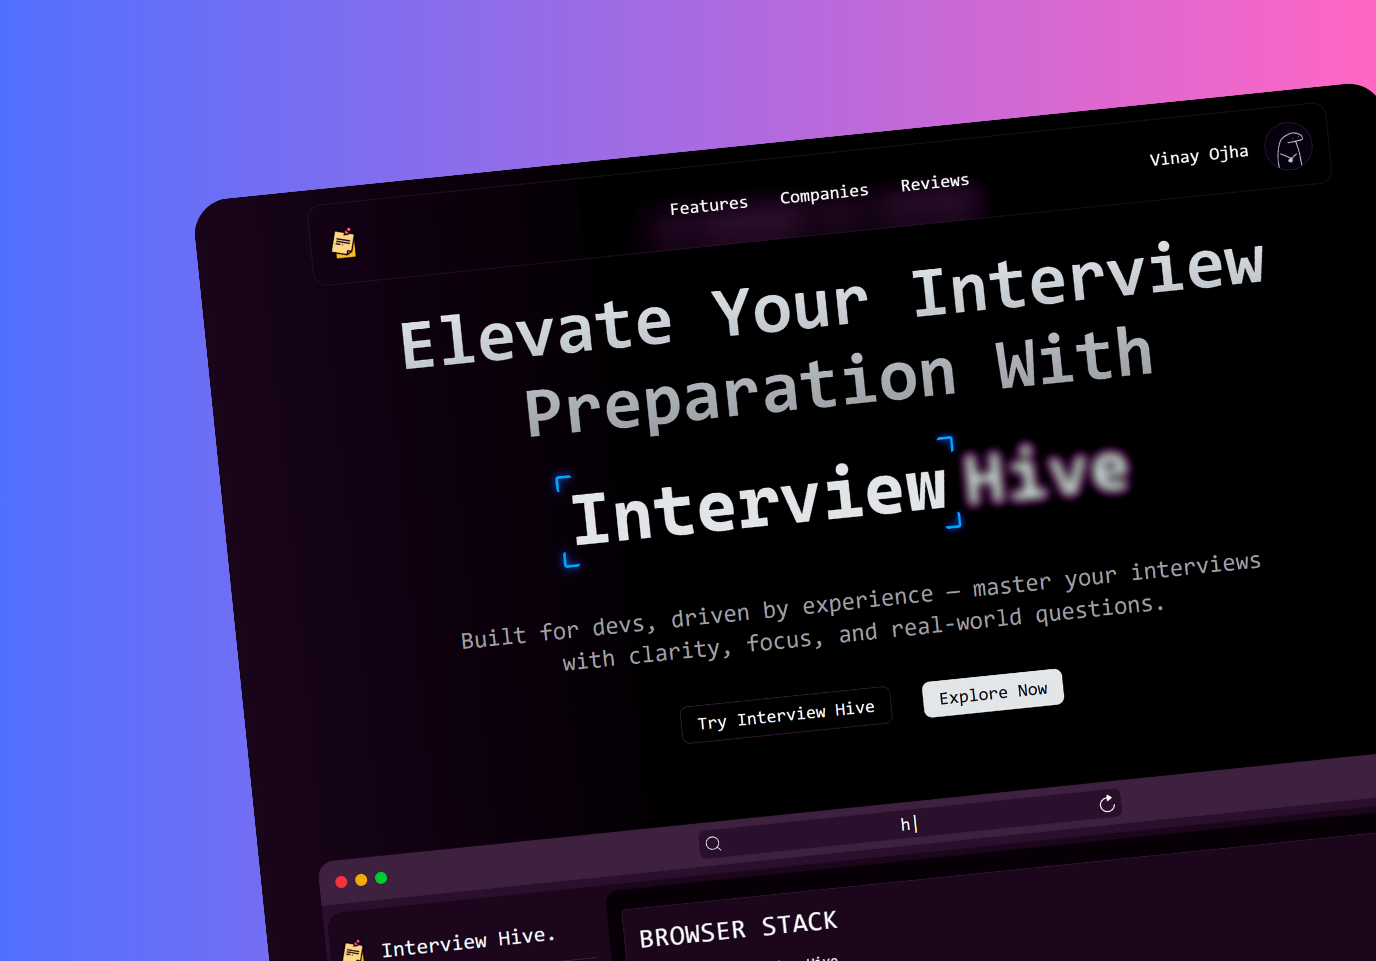 Features Companies Reviews Vinay Ojha
Elevate Your Interview
Preparation With
Interview Hive
Built for devs, driven by experience — master your interviews
with clarity, focus, and real-world questions.
Try Interview Hive Explore Now
h|
Interview Hive.
BROWSER STACK
Hive